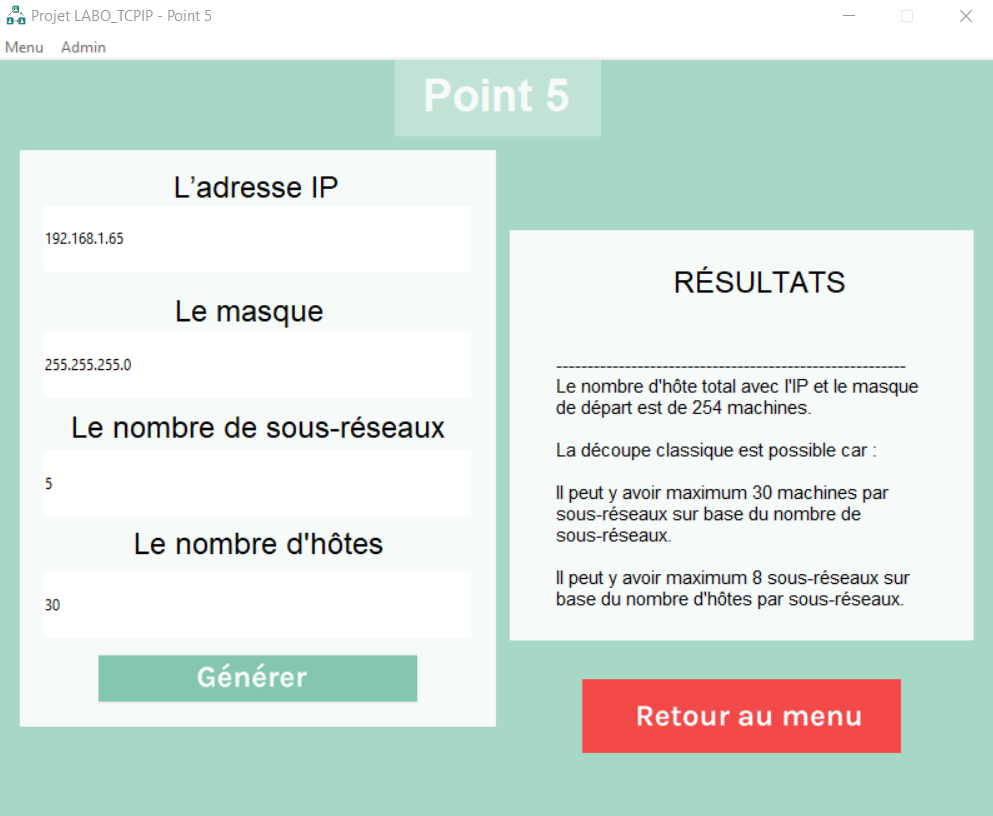 Projet LABO_TCPIP - Point 5
Menu Admin
Point 5
L'adresse IP
192.168.1.65
Le masque
255.255.255.0
Le nombre de sous-réseaux
5
Le nombre d'hôtes
30
Générer
RÉSULTATS
----------------------------------------------------------
Le nombre d'hôte total avec l'IP et le masque
de départ est de 254 machines.
La découpe classique est possible car :
Il peut y avoir maximum 30 machines par
sous-réseaux sur base du nombre de
sous-réseaux.
Il peut y avoir maximum 8 sous-réseaux sur
base du nombre d'hôtes par sous-réseaux.
Retour au menu